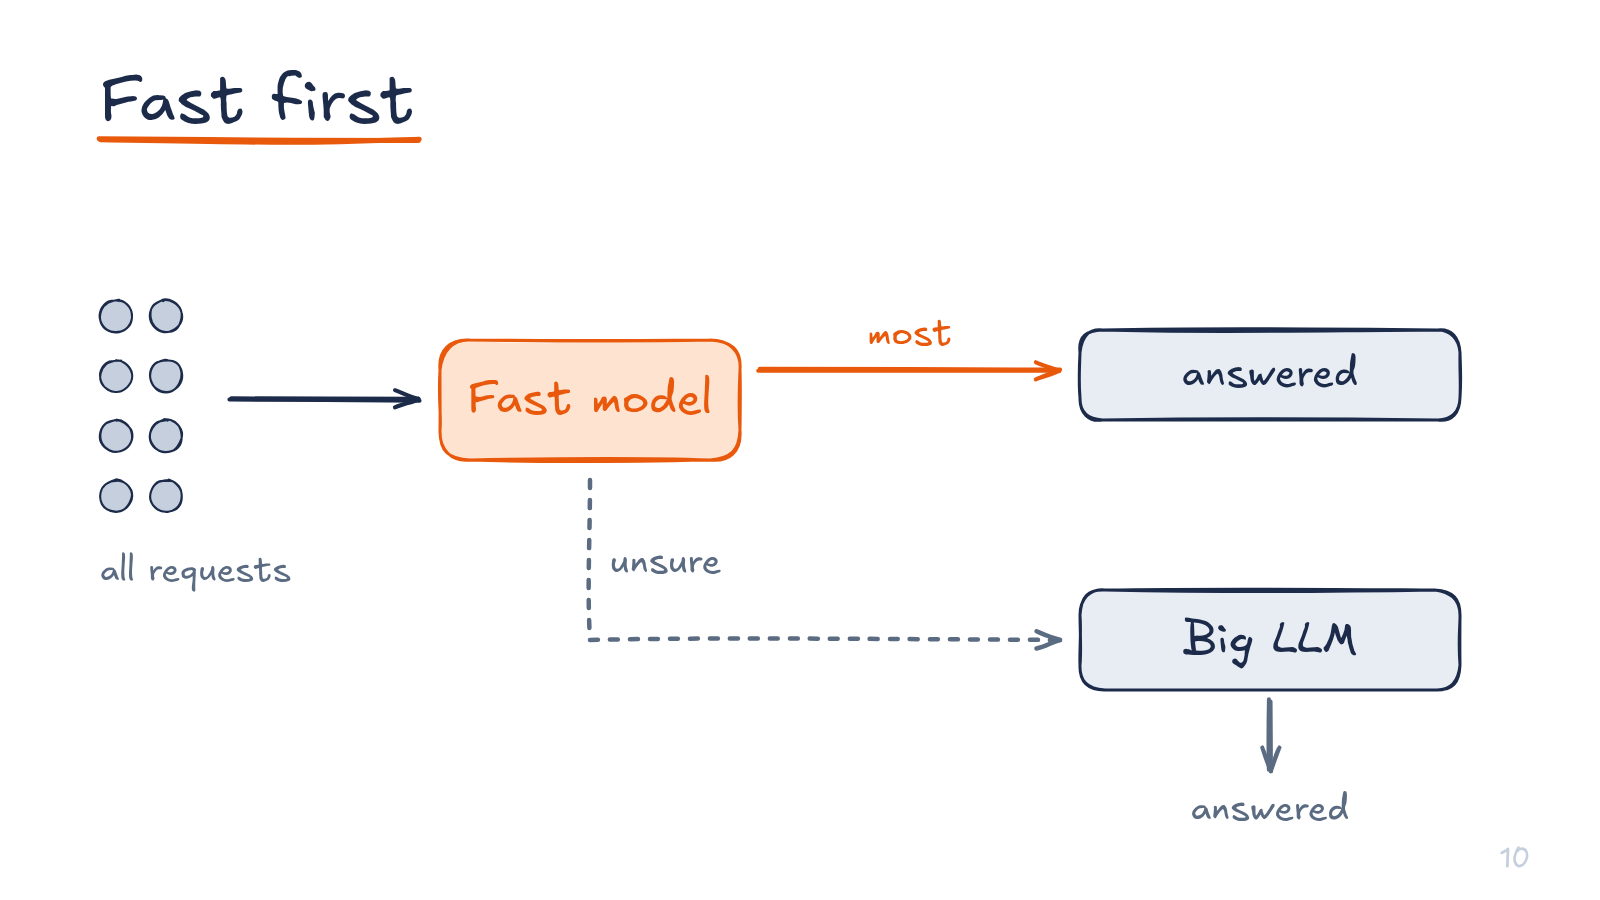 Fast first
most
Fast model
answered
unsure
all requests
Big LLM
answered
10